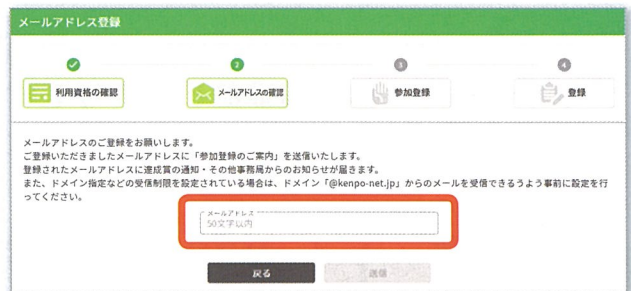 メールアドレス登録
2
3
4
利用資格の確認
メールアドレスの確認
参加登録
登録
メールアドレスのご登録をお願いします。
ご登録いただきましたメールアドレスに「参加登録のご案内」を送信いたします。
登録されたメールアドレスに達成賞の通知・その他事務局からのお知らせが届きます。
また、ドメイン指定などの受信制限を設定されている場合は、ドメイン「@kenpo-net.jp」からのメールを受信できるうよう事前に設定を行
ってください。
メールアドレス
50文字以内
戻る
送信